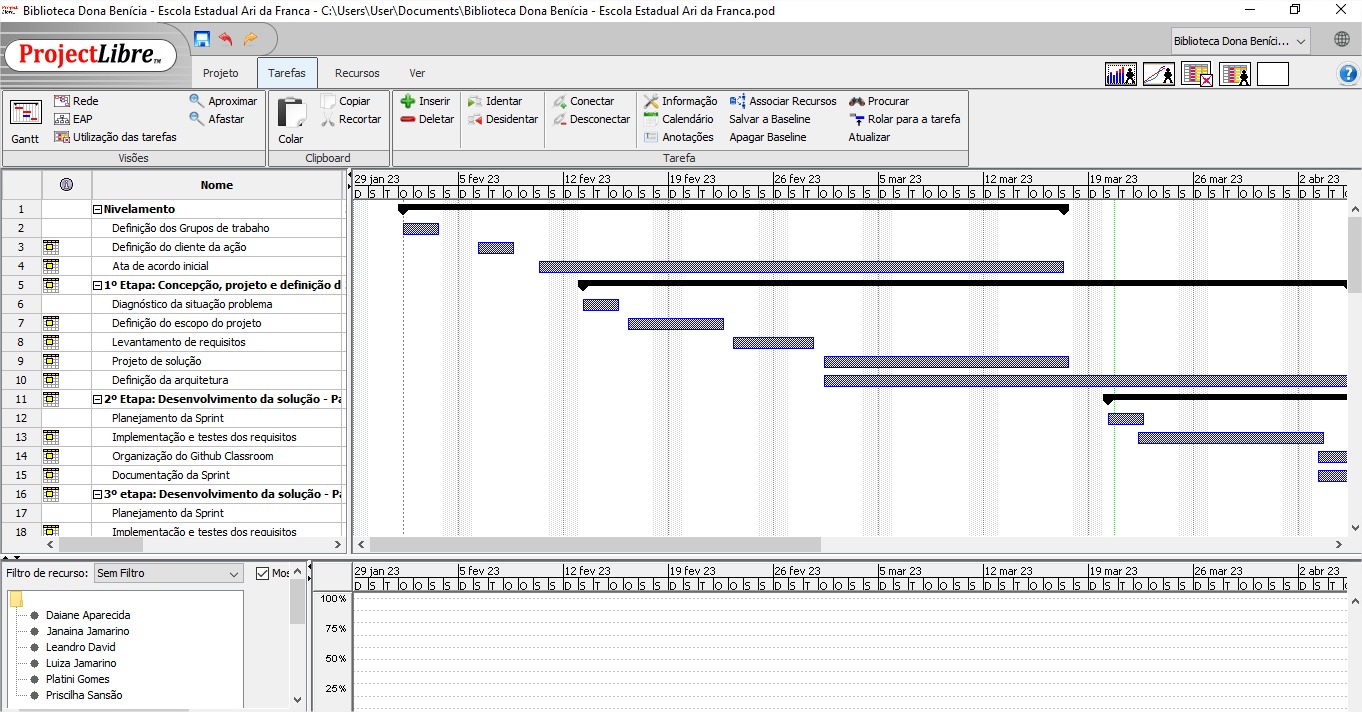 Biblioteca Dona Benícia - Escola Estadual Ari da Franca - C:\Users\User\Documents\Biblioteca Dona Benícia - Escola Estadual Ari da Franca.pod
ProjectLibre™
Biblioteca Dona Beníci...
Projeto Tarefas Recursos Ver
Gantt
Rede
EAP
Utilização das tarefas
Aproximar
Afastar
Visões
Colar
Copiar
Recortar
Clipboard
Inserir
Deletar
Identar
Desidentar
Conectar
Desconectar
Informação
Calendário
Anotações
Associar Recursos
Salvar a Baseline
Apagar Baseline
Procurar
Rolar para a tarefa
Atualizar
Tarefa
Nome
1 Nivelamento
2 Definição dos Grupos de trabaho
3 Definição do cliente da ação
4 Ata de acordo inicial
5 1º Etapa: Concepção, projeto e definição d
6 Diagnóstico da situação problema
7 Definição do escopo do projeto
8 Levantamento de requisitos
9 Projeto de solução
10 Definição da arquitetura
11 2º Etapa: Desenvolvimento da solução - Pa
12 Planejamento da Sprint
13 Implementação e testes dos requisitos
14 Organização do Github Classroom
15 Documentação da Sprint
16 3º etapa: Desenvolvimento da solução - Pa
17 Planejamento da Sprint
18 Implementação e testes dos requisitos
29 jan 23 5 fev 23 12 fev 23 19 fev 23 26 fev 23 5 mar 23 12 mar 23 19 mar 23 26 mar 23 2 abr 23
D S T Q Q S S D S T Q Q S S D S T Q Q S S D S T Q Q S S D S T Q Q S S D S T Q Q S S D S T Q Q S S D S T Q Q S S D S T Q Q S S D S T Q
Filtro de recurso: Sem Filtro Mos
Daiane Aparecida
Janaina Jamarino
Leandro David
Luiza Jamarino
Platini Gomes
Priscilha Sansão
29 jan 23 5 fev 23 12 fev 23 19 fev 23 26 fev 23 5 mar 23 12 mar 23 19 mar 23 26 mar 23 2 abr 23
D S T Q Q S S D S T Q Q S S D S T Q Q S S D S T Q Q S S D S T Q Q S S D S T Q Q S S D S T Q Q S S D S T Q Q S S D S T Q Q S S D S T Q
100%
75%
50%
25%